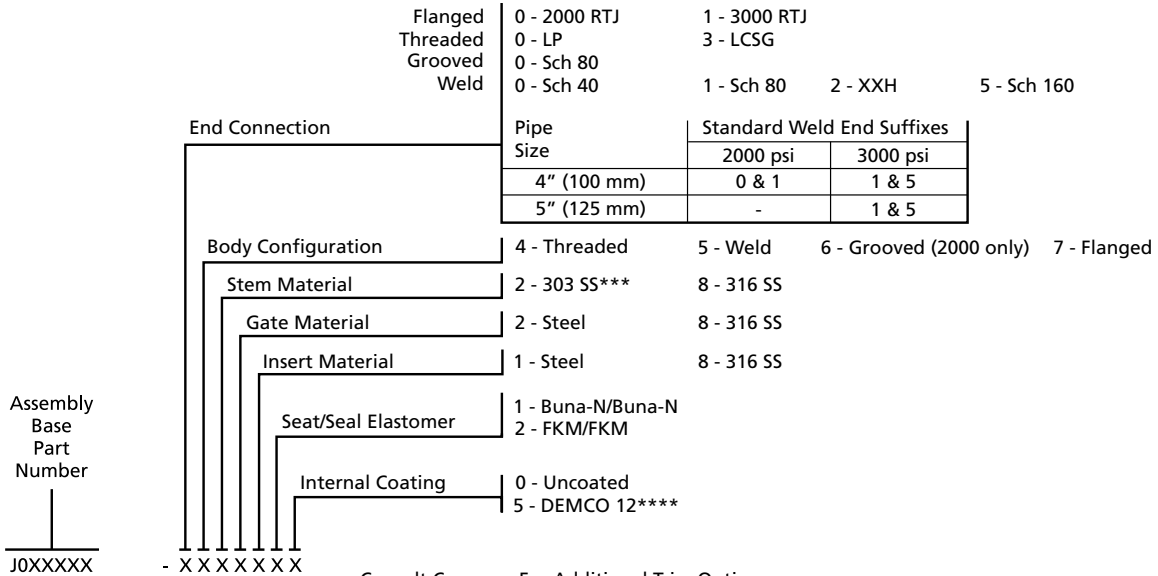 Flanged 0 - 2000 RTJ 1 - 3000 RTJ
Threaded 0 - LP 3 - LCSG
Grooved 0 - Sch 80
Weld 0 - Sch 40 1 - Sch 80 2 - XXH 5 - Sch 160
End Connection
Pipe Size Standard Weld End Suffixes
2000 psi 3000 psi
4” (100 mm) 0 & 1 1 & 5
5” (125 mm) - 1 & 5
Body Configuration 4 - Threaded 5 - Weld 6 - Grooved (2000 only) 7 - Flanged
Stem Material 2 - 303 SS*** 8 - 316 SS
Gate Material 2 - Steel 8 - 316 SS
Insert Material 1 - Steel 8 - 316 SS
Seat/Seal Elastomer 1 - Buna-N/Buna-N
2 - FKM/FKM
Internal Coating 0 - Uncoated
5 - DEMCO 12****
Assembly
Base
Part
Number
J0XXXXX - X X X X X X X